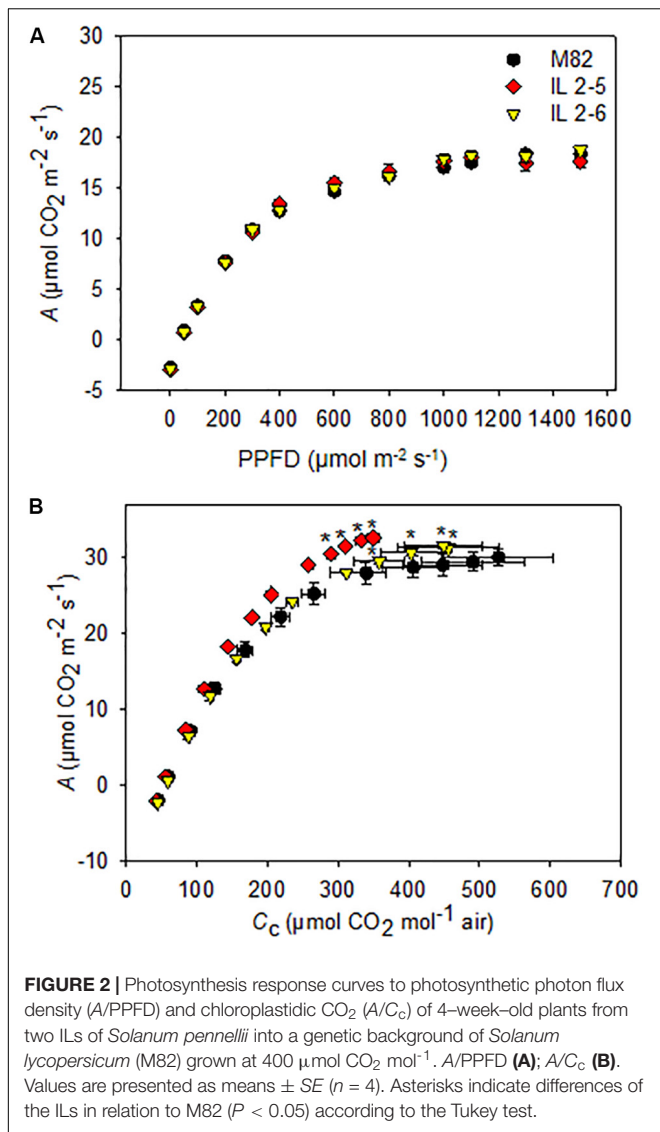 A
30
25
20
15
10
5
0
-5
A (µmol CO2 m-2 s-1)
M82
IL 2-5
IL 2-6
0 200 400 600 800 1000 1200 1400 1600
PPFD (µmol m-2 s-1)
B
30
20
10
0
-10
A (µmol CO2 m-2 s-1)
* * * * * * * *
0 100 200 300 400 500 600 700
Cc (µmol CO2 mol-1 air)
FIGURE 2 | Photosynthesis response curves to photosynthetic photon flux
density (A/PPFD) and chloroplastidic CO2 (A/Cc) of 4–week–old plants from
two ILs of Solanum pennellii into a genetic background of Solanum
lycopersicum (M82) grown at 400 µmol CO2 mol-1. A/PPFD (A); A/Cc (B).
Values are presented as means ± SE (n = 4). Asterisks indicate differences of
the ILs in relation to M82 (P < 0.05) according to the Tukey test.